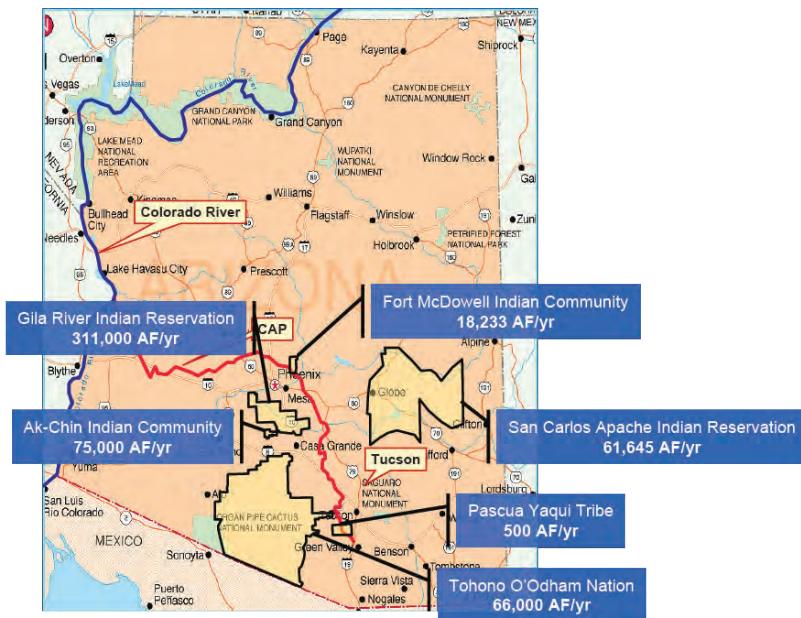 NEW MEX
Page
Kayenta
Shiprock
Overton
Lake Mead
Colorado River
CANYON DE CHELLY
NATIONAL MONUMENT
Vegas
GRAND CANYON
NATIONAL PARK
Grand Canyon
LAKE MEAD
NATIONAL
RECREATION
AREA
WUPATKI
NATIONAL
MONUMENT
Window Rock
NEVADA
Williams
Flagstaff
Winslow
Bullhead
City
Colorado River
PETRIFIED FOREST
NATIONAL PARK
Holbrook
Needles
Lake Havasu City
Prescott
ARIZONA
Gila River Indian Reservation
311,000 AF/yr
CAP
Fort McDowell Indian Community
18,233 AF/yr
Alpine
Blythe
Phoenix
Mesa
Globe
Clifton
Ak-Chin Indian Community
75,000 AF/yr
San Carlos Apache Indian Reservation
61,645 AF/yr
Casa Grande
Yuma
Tucson
Lordsburg
SAGUARO
NATIONAL
MONUMENT
San Luis
Rio Colorado
ORGAN PIPE CACTUS
NATIONAL MONUMENT
Pascua Yaqui Tribe
500 AF/yr
MEXICO
Sonoyta
Green Valley
Benson
Tombstone
Tohono O'Odham Nation
66,000 AF/yr
Sierra Vista
Nogales
Puerto
Peñasco